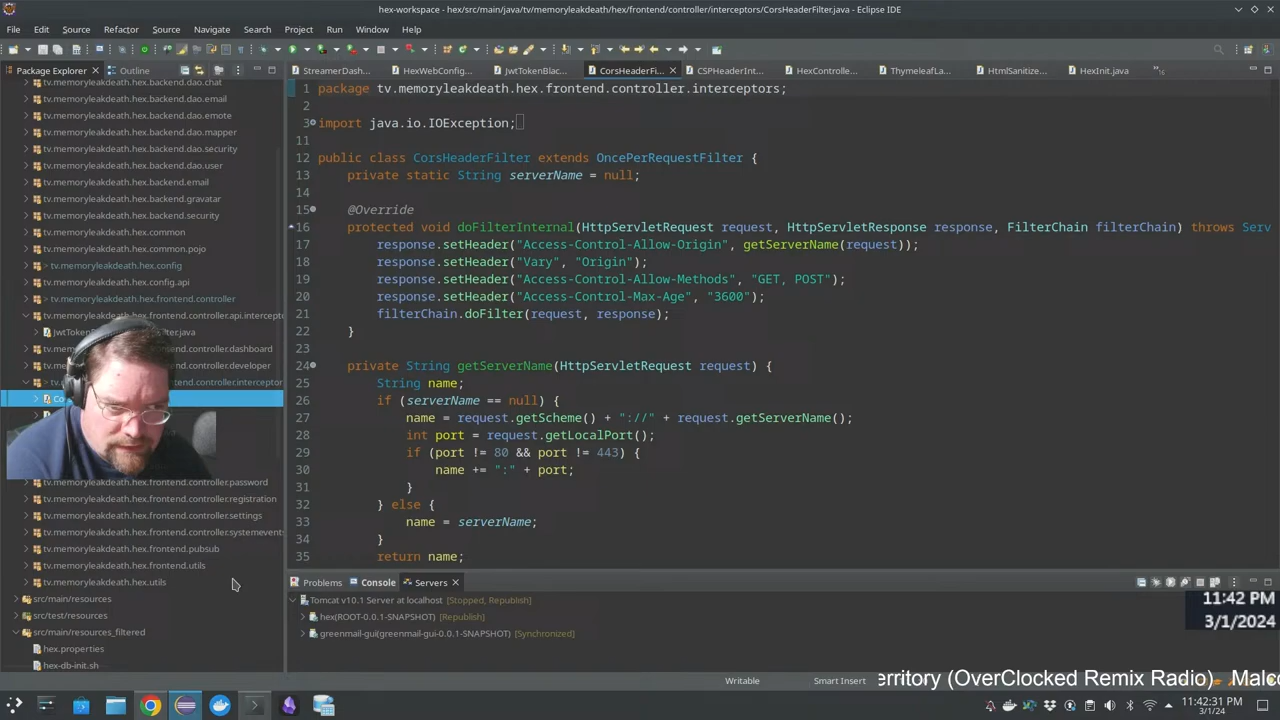 hex-workspace - hex/src/main/java/tv/memoryleakdeath/hex/frontend/controller/interceptors/CorsHeaderFilter.java - Eclipse IDE
File Edit Source Refactor Source Navigate Search Project Run Window Help
Package Explorer Outline
StreamerDash... HexWebConfig... JwtTokenBlac... CorsHeaderFi... CSPHeaderInt... HexControlle... ThymeleafLa... HtmlSanitize... HexInit.java
tv.memoryleakdeath.hex.backend.dao.chat
tv.memoryleakdeath.hex.backend.dao.email
tv.memoryleakdeath.hex.backend.dao.emote
tv.memoryleakdeath.hex.backend.dao.mapper
tv.memoryleakdeath.hex.backend.dao.security
tv.memoryleakdeath.hex.backend.dao.user
tv.memoryleakdeath.hex.backend.email
tv.memoryleakdeath.hex.backend.gravatar
tv.memoryleakdeath.hex.backend.security
tv.memoryleakdeath.hex.common
tv.memoryleakdeath.hex.common.pojo
> tv.memoryleakdeath.hex.config
tv.memoryleakdeath.hex.config.api
> tv.memoryleakdeath.hex.frontend.controller
tv.memoryleakdeath.hex.frontend.controller.api.intercept
ontend.controller.dashboard
ontend.controller.developer
frontend.controller.interceptor
tv.memoryleakdeath.hex.frontend.controller.password
tv.memoryleakdeath.hex.frontend.controller.registration
tv.memoryleakdeath.hex.frontend.controller.settings
tv.memoryleakdeath.hex.frontend.controller.systemevents
tv.memoryleakdeath.hex.frontend.pubsub
tv.memoryleakdeath.hex.frontend.utils
tv.memoryleakdeath.hex.utils
src/main/resources
src/test/resources
src/main/resources_filtered
hex.properties
hex-db-init.sh
1 package tv.memoryleakdeath.hex.frontend.controller.interceptors;
2
3 import java.io.IOException;
11
12 public class CorsHeaderFilter extends OncePerRequestFilter {
13 private static String serverName = null;
14
15 @Override
16 protected void doFilterInternal(HttpServletRequest request, HttpServletResponse response, FilterChain filterChain) throws Serv
17 response.setHeader("Access-Control-Allow-Origin", getServerName(request));
18 response.setHeader("Vary", "Origin");
19 response.setHeader("Access-Control-Allow-Methods", "GET, POST");
20 response.setHeader("Access-Control-Max-Age", "3600");
21 filterChain.doFilter(request, response);
22 }
23
24 private String getServerName(HttpServletRequest request) {
25 String name;
26 if (serverName == null) {
27 name = request.getScheme() + "://" + request.getServerName();
28 int port = request.getLocalPort();
29 if (port != 80 && port != 443) {
30 name += ":" + port;
31 }
32 } else {
33 name = serverName;
34 }
35 return name;
Problems Console Servers
Tomcat v10.1 Server at localhost [Stopped, Republish]
hex(ROOT-0.0.1-SNAPSHOT) [Republish]
greenmail-gui(greenmail-gui-0.0.1-SNAPSHOT) [Synchronized]
11:42 PM
3/1/2024
Writable Smart Insert
erritory (OverClocked Remix Radio) - Malco
11:42:31 PM
3/1/24